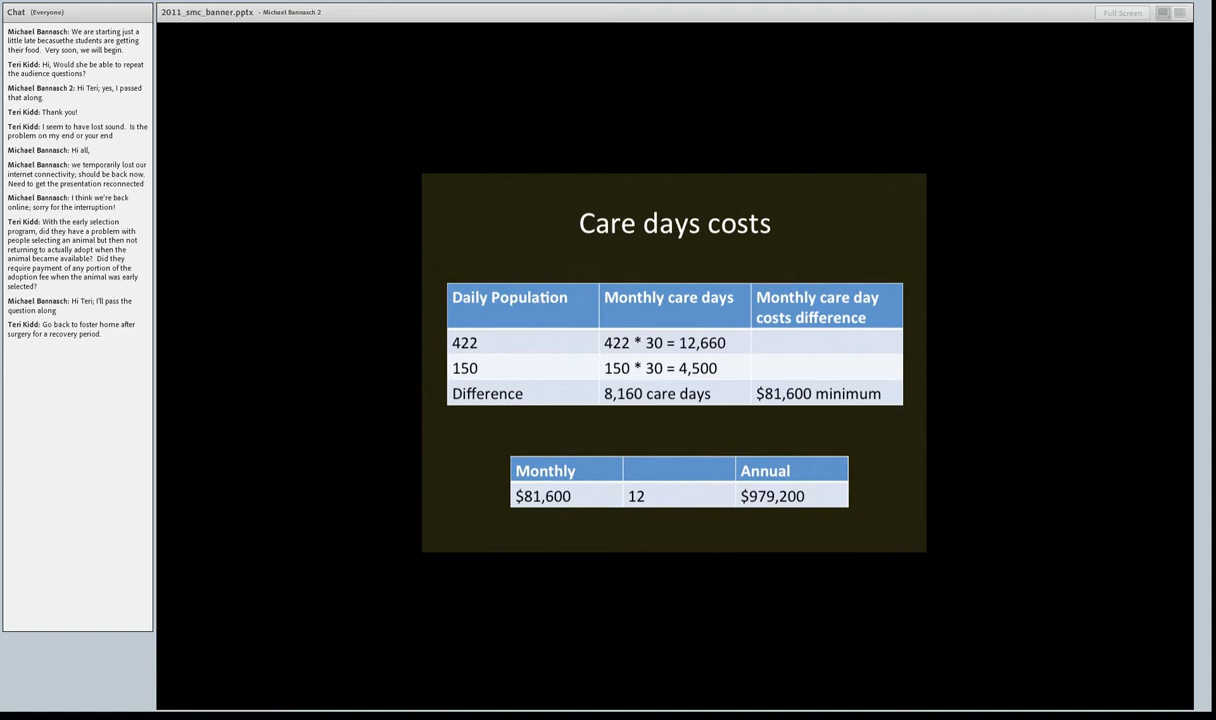 Chat (Everyone)
Michael Bannasch: We are starting just a
little late becasuethe students are getting
their food. Very soon, we will begin.
Teri Kidd: Hi, Would she be able to repeat
the audience questions?
Michael Bannasch 2: Hi Teri; yes, I passed
that along.
Teri Kidd: Thank you!
Teri Kidd: I seem to have lost sound. Is the
problem on my end or your end
Michael Bannasch: Hi all,
Michael Bannasch: we temporarily lost our
internet connectivity; should be back now.
Need to get the presentation reconnected
Michael Bannasch: I think we're back
online; sorry for the interruption!
Teri Kidd: With the early selection
program, did they have a problem with
people selecting an animal but then not
returning to actually adopt when the
animal became available? Did they
require payment of any portion of the
adoption fee when the animal was early
selected?
Michael Bannasch: Hi Teri; I'll pass the
question along
Teri Kidd: Go back to foster home after
surgery for a recovery period.
2011_smc_banner.pptx - Michael Bannasch 2
Full Screen
Care days costs
Daily Population Monthly care days Monthly care day
costs difference
422 422 * 30 = 12,660
150 150 * 30 = 4,500
Difference 8,160 care days $81,600 minimum
Monthly Annual
$81,600 12 $979,200